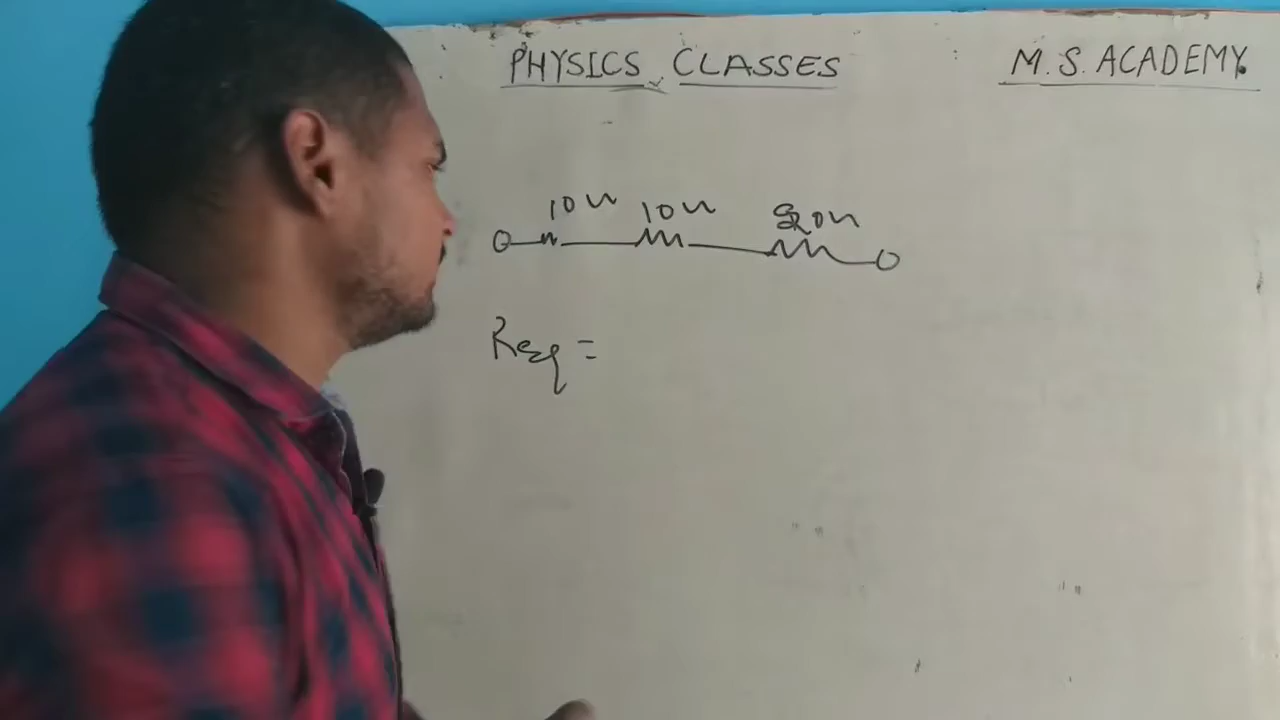 PHYSICS CLASSES
M. S. ACADEMY.
10Ω 10Ω 20Ω
Req =